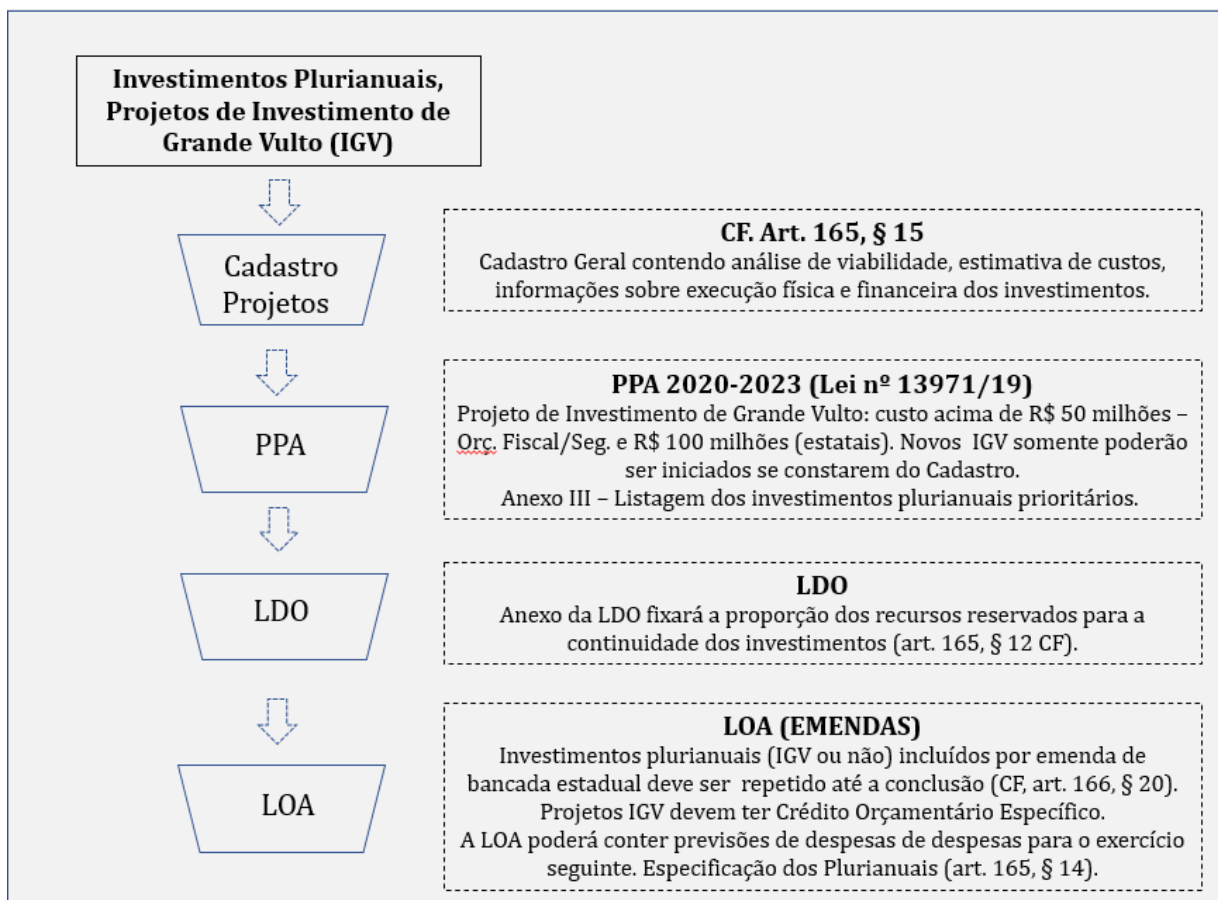 Investimentos Plurianuais,
Projetos de Investimento de
Grande Vulto (IGV)
Cadastro
Projetos
CF. Art. 165, § 15
Cadastro Geral contendo análise de viabilidade, estimativa de custos,
informações sobre execução física e financeira dos investimentos.
PPA
PPA 2020-2023 (Lei nº 13971/19)
Projeto de Investimento de Grande Vulto: custo acima de R$ 50 milhões –
Orç. Fiscal/Seg. e R$ 100 milhões (estatais). Novos IGV somente poderão
ser iniciados se constarem do Cadastro.
Anexo III – Listagem dos investimentos plurianuais prioritários.
LDO
LDO
Anexo da LDO fixará a proporção dos recursos reservados para a
continuidade dos investimentos (art. 165, § 12 CF).
LOA
LOA (EMENDAS)
Investimentos plurianuais (IGV ou não) incluídos por emenda de
bancada estadual deve ser repetido até a conclusão (CF, art. 166, § 20).
Projetos IGV devem ter Crédito Orçamentário Específico.
A LOA poderá conter previsões de despesas de despesas para o exercício
seguinte. Especificação dos Plurianuais (art. 165, § 14).